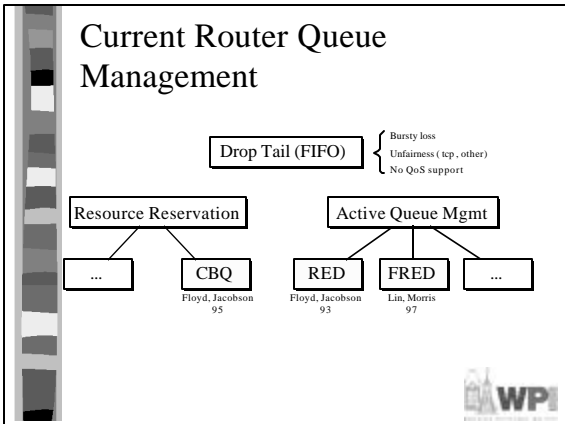 Current Router Queue
Management
Drop Tail (FIFO)
Bursty loss
Unfairness ( tcp , other)
No QoS support
Resource Reservation
Active Queue Mgmt
...
CBQ
RED
FRED
...
Floyd, Jacobson
95
Floyd, Jacobson
93
Lin, Morris
97
WPI